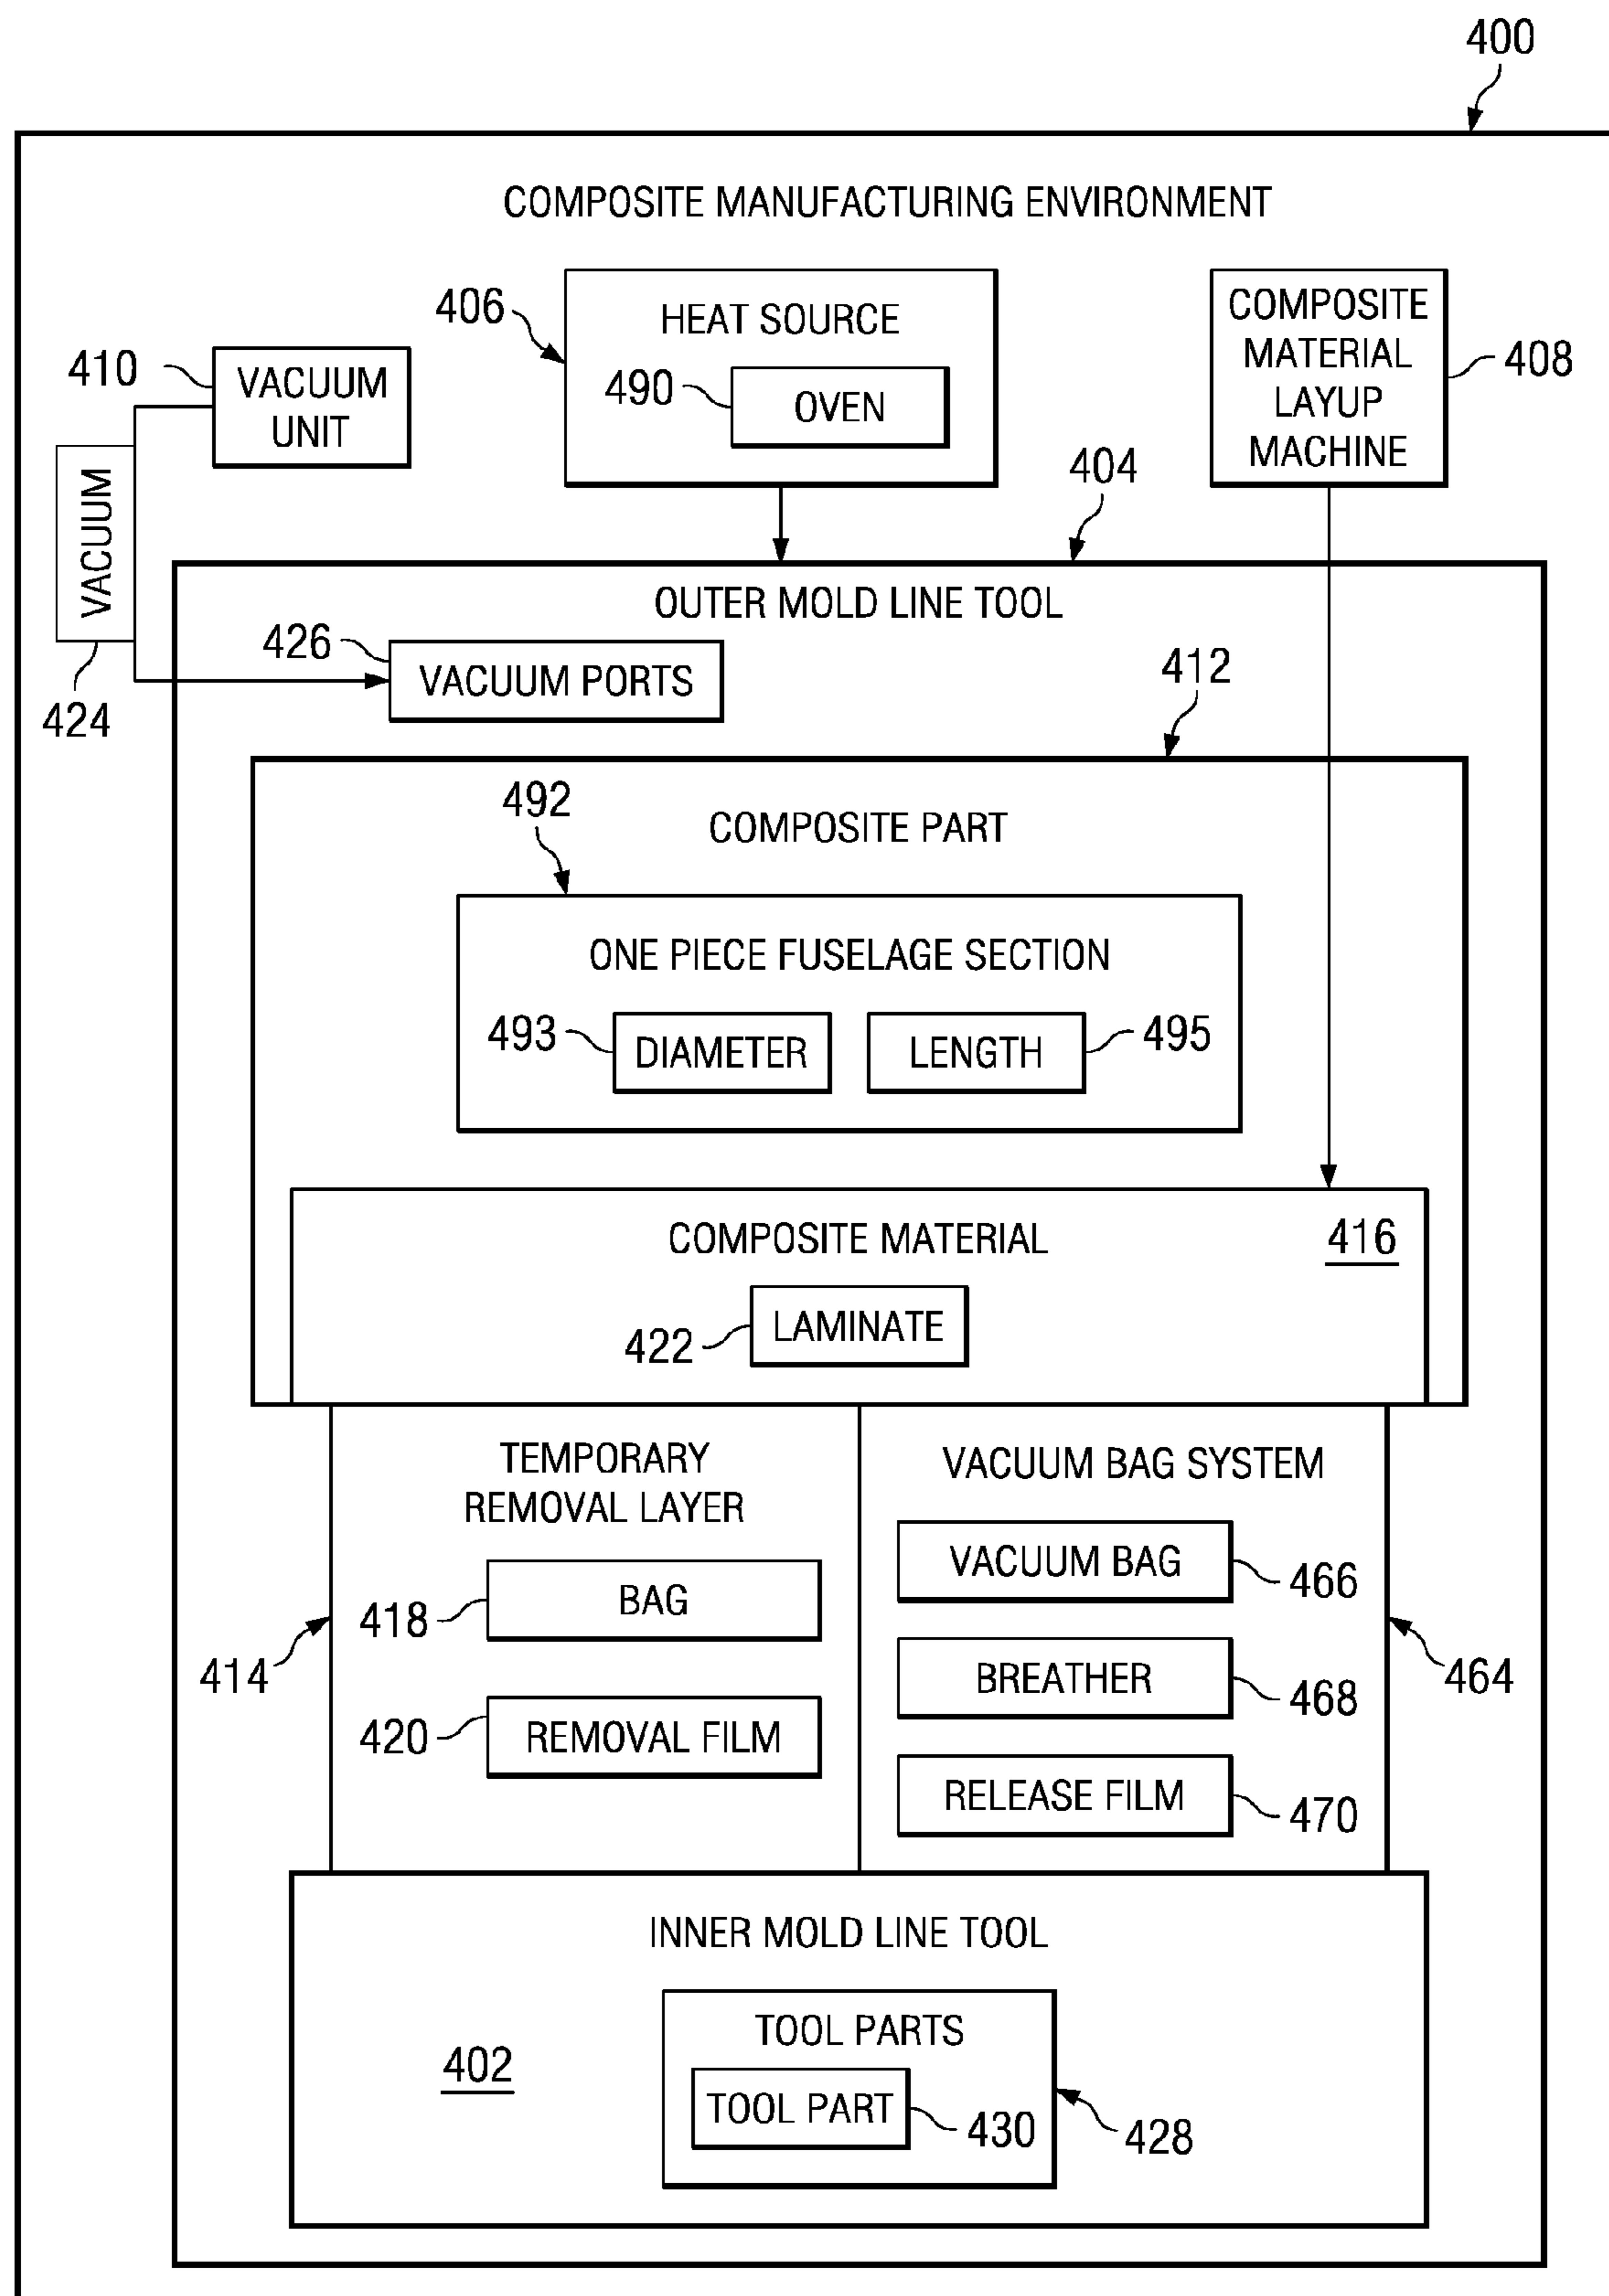 400
COMPOSITE MANUFACTURING ENVIRONMENT
406
HEAT SOURCE
490
OVEN
COMPOSITE
MATERIAL
LAYUP
MACHINE
408
410
VACUUM
UNIT
VACUUM
424
404
OUTER MOLD LINE TOOL
426
VACUUM PORTS
412
COMPOSITE PART
492
ONE PIECE FUSELAGE SECTION
493
DIAMETER
LENGTH
495
COMPOSITE MATERIAL
416
LAMINATE
422
TEMPORARY
REMOVAL LAYER
418
BAG
414
420
REMOVAL FILM
VACUUM BAG SYSTEM
VACUUM BAG
466
BREATHER
468
464
RELEASE FILM
470
INNER MOLD LINE TOOL
402
TOOL PARTS
TOOL PART
430
428